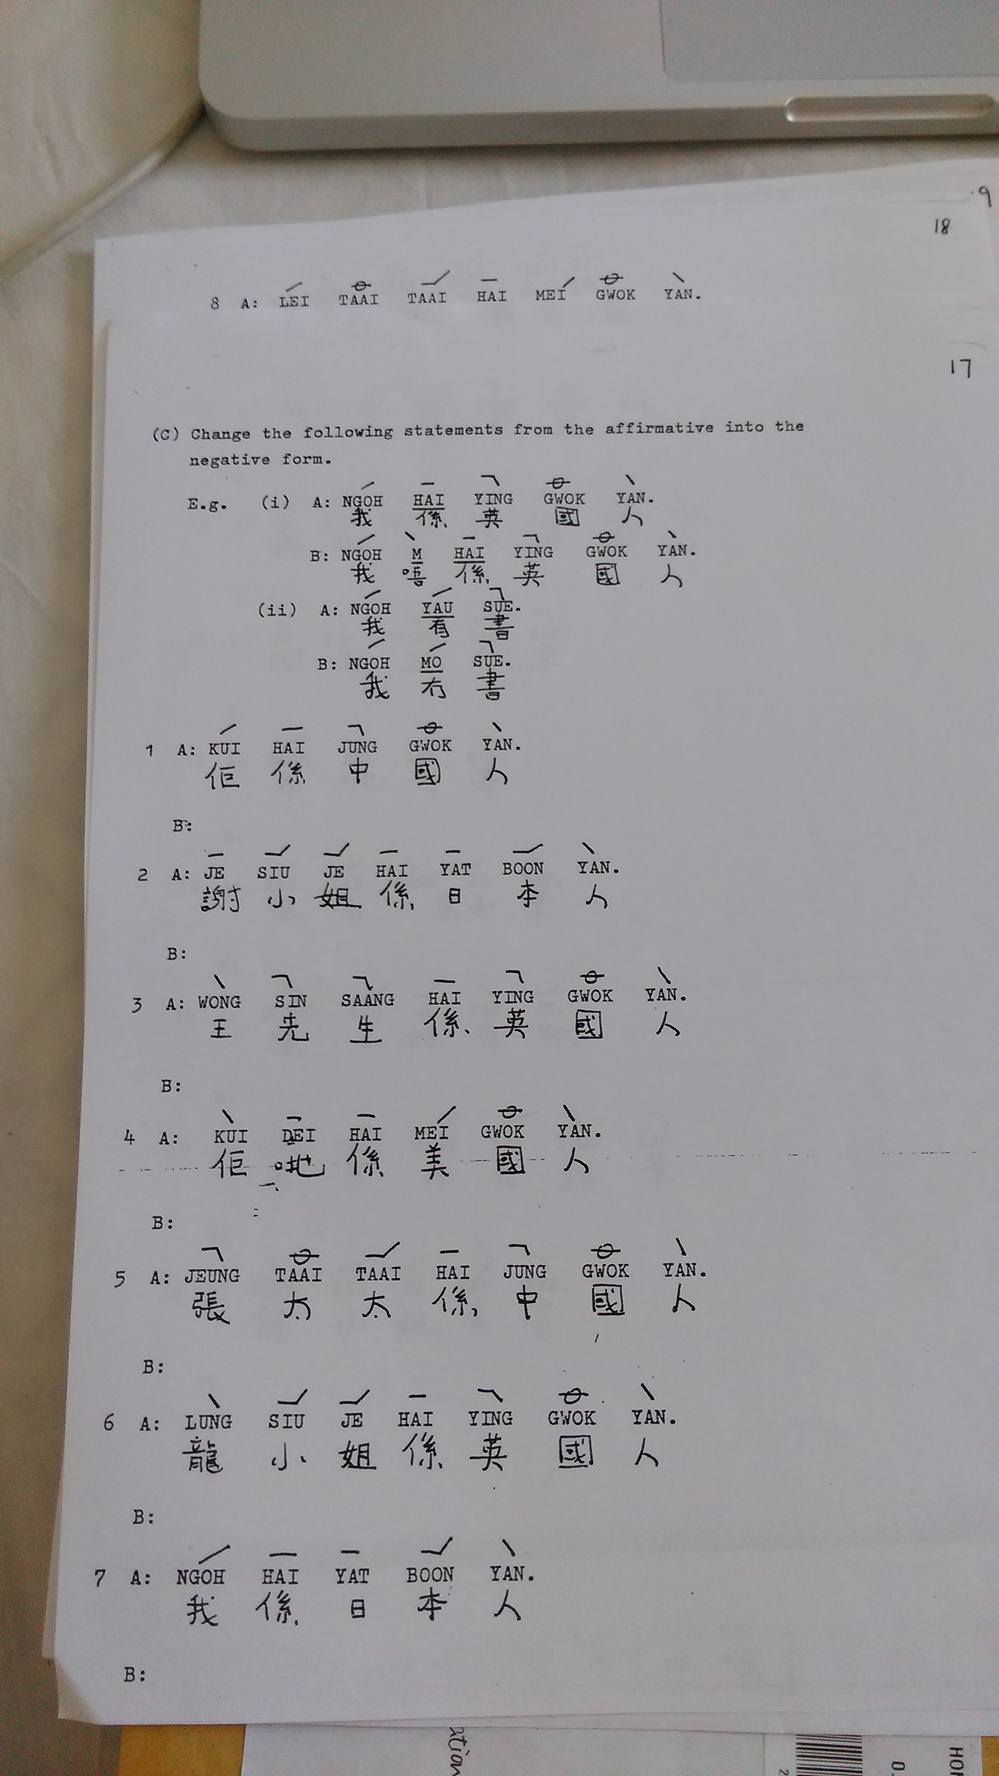 9
18
8 A: LEI TAAI TAAI HAI MEI GWOK YAN.
17
(C) Change the following statements from the affirmative into the
negative form.
E.g. (i) A: NGOH HAI YING GWOK YAN.
我 係 英 國 人
B: NGOH M HAI YING GWOK YAN.
我 唔 係 英 國 人
(ii) A: NGOH YAU SUE.
我 有 書
B: NGOH MO SUE.
我 冇 書
1 A: KUI HAI JUNG GWOK YAN.
佢 係 中 國 人
B:
2 A: JE SIU JE HAI YAT BOON YAN.
謝 小 姐 係 日 本 人
B:
3 A: WONG SIN SAANG HAI YING GWOK YAN.
王 先 生 係 英 國 人
B:
4 A: KUI DEI HAI MEI GWOK YAN.
佢 哋 係 美 國 人
B:
5 A: JEUNG TAAI TAAI HAI JUNG GWOK YAN.
張 太 太 係 中 國 人
B:
6 A: LUNG SIU JE HAI YING GWOK YAN.
龍 小 姐 係 英 國 人
B:
7 A: NGOH HAI YAT BOON YAN.
我 係 日 本 人
B: